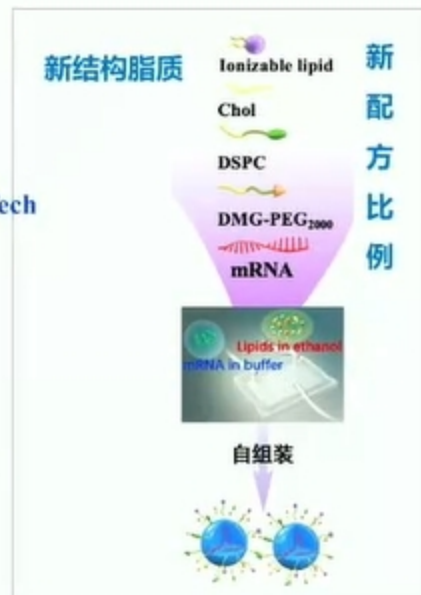 新结构脂质
Ionizable lipid
Chol
DSPC
DMG-PEG2000
mRNA
新
配
方
比
例
ech
Lipids in ethanol
mRNA in buffer
自组装